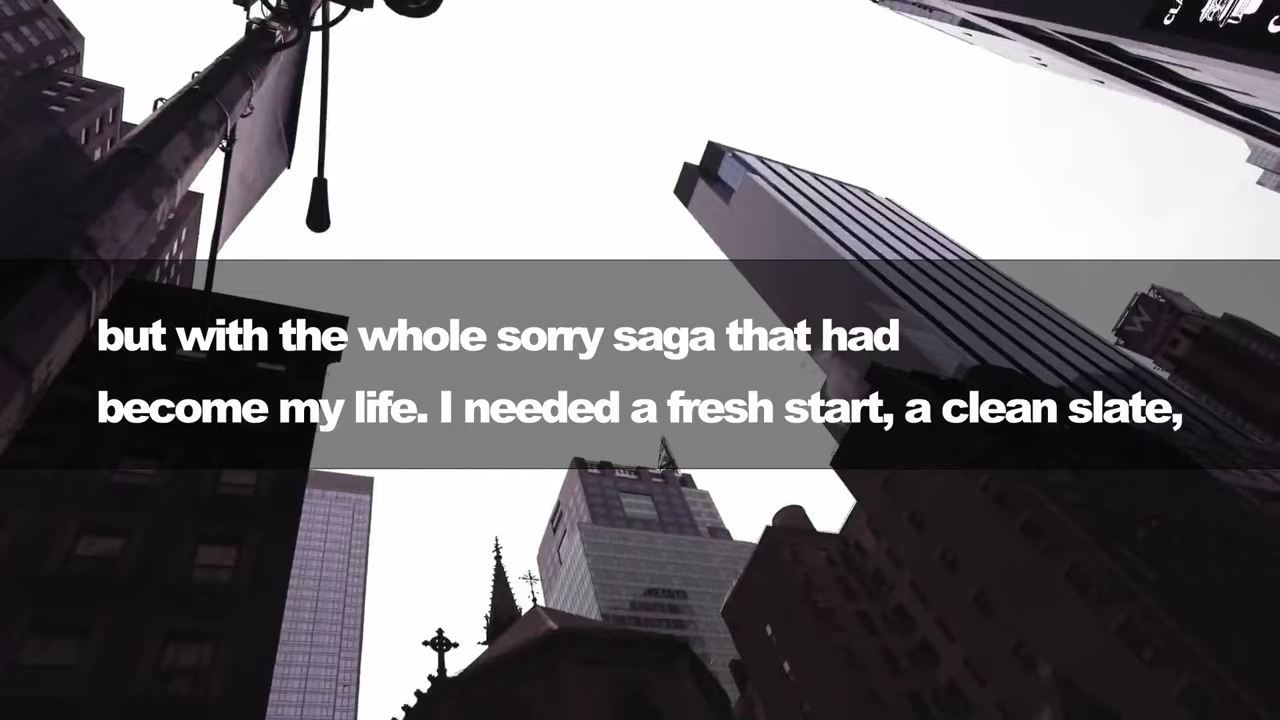 but with the whole sorry saga that had
become my life. I needed a fresh start, a clean slate,
W